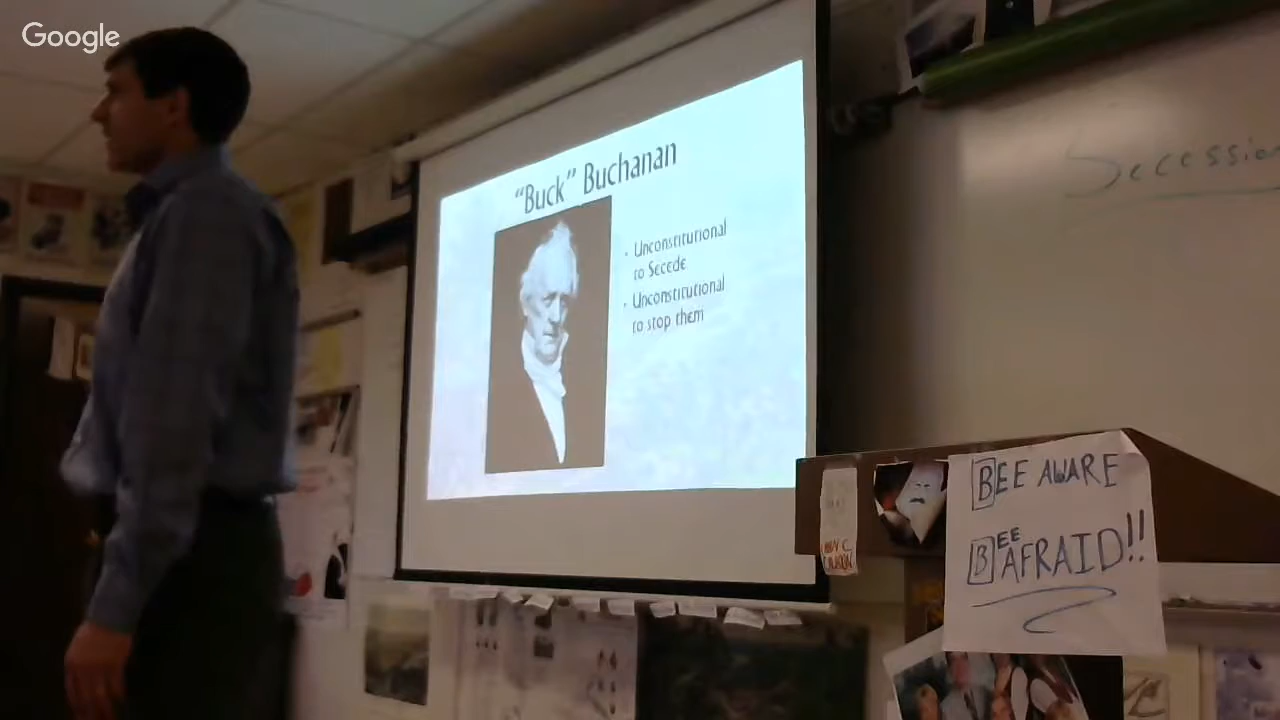 Google
"Buck" Buchanan
• Unconstitutional
to Secede
• Unconstitutional
to stop them
Secession
BEE AWARE
BEE AFRAID!!